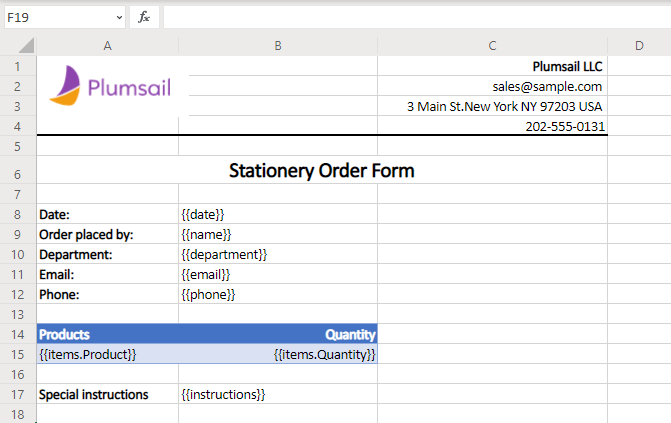 F19
fx
A B C D
1 Plumsail LLC
2 Plumsail sales@sample.com
3 3 Main St.New York NY 97203 USA
4 202-555-0131
5
6 Stationery Order Form
7
8 Date: {{date}}
9 Order placed by: {{name}}
10 Department: {{department}}
11 Email: {{email}}
12 Phone: {{phone}}
13
14 Products Quantity
15 {{items.Product}} {{items.Quantity}}
16
17 Special instructions {{instructions}}
18